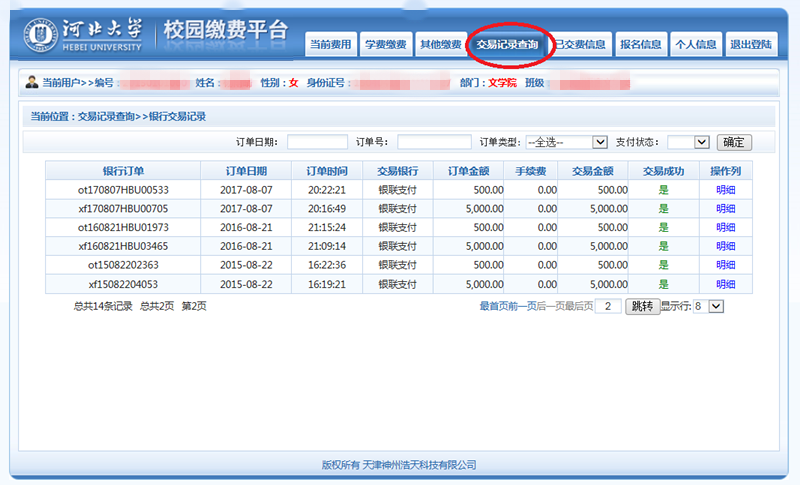 河北大学 校园缴费平台
HEBEI UNIVERSITY
当前费用 学费缴费 其他缴费 交易记录查询 已交费信息 报名信息 个人信息 退出登陆
当前用户>>编号: 姓名: 性别:女 身份证号: 部门:文学院 班级
当前位置：交易记录查询>>银行交易记录
订单日期: 订单号: 订单类型: --全选-- 支付状态: 确定
银行订单 订单日期 订单时间 交易银行 订单金额 手续费 交易金额 交易成功 操作列
ot170807HBU00533 2017-08-07 20:22:21 银联支付 500.00 0.00 500.00 是 明细
xf170807HBU00705 2017-08-07 20:16:49 银联支付 5,000.00 0.00 5,000.00 是 明细
ot160821HBU01973 2016-08-21 21:15:24 银联支付 500.00 0.00 500.00 是 明细
xf160821HBU03465 2016-08-21 21:09:14 银联支付 5,000.00 0.00 5,000.00 是 明细
ot15082202363 2015-08-22 16:22:36 银联支付 500.00 0.00 500.00 是 明细
xf15082204053 2015-08-22 16:19:21 银联支付 5,000.00 0.00 5,000.00 是 明细
总共14条记录 总共2页 第2页 最首页前一页后一页最后页 2 跳转 显示行: 8
版权所有 天津神州浩天科技有限公司